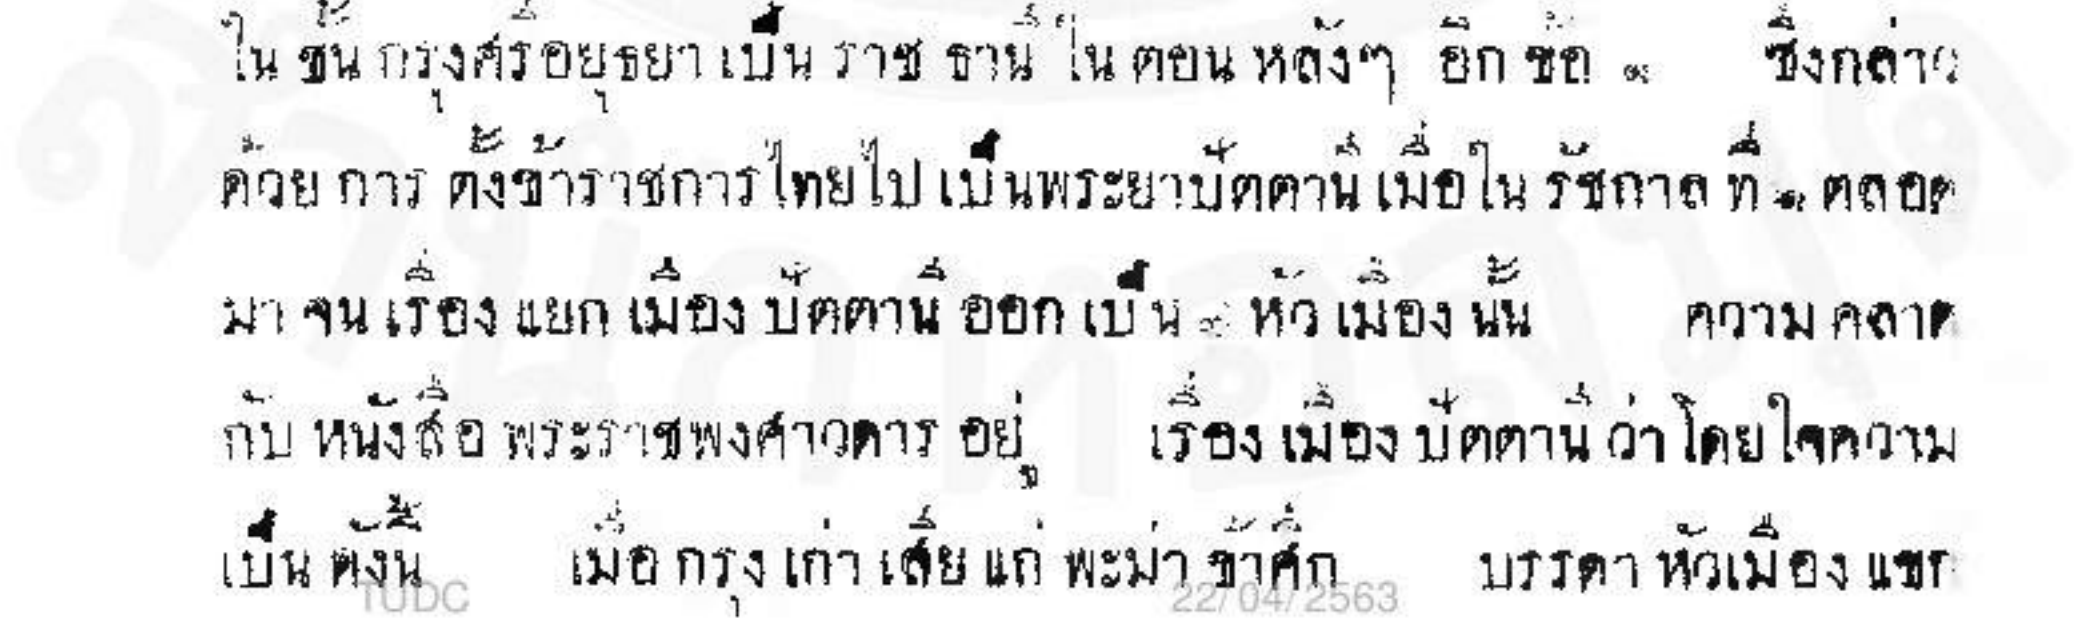 ในชั้นกรุงศรีอยุธยาเป็นราชธานีในตอนหลังๆ อีกข้อ ๑ ซึ่งกล่าว
ด้วยการตั้งข้าราชการไทยไปเป็นพระยาปัตตานีเมื่อในรัชกาลที่ ๑ ตลอด
มาจนเรื่องแยกเมืองปัตตานีออกเป็น หัวเมืองนั้น ความคลาด
กับหนังสือพระราชพงศาวดารอยู่ เรื่องเมืองปัตตานีว่าโดยใจความ
เป็นดังนี้ เมื่อกรุงเก่าเสียแก่พะม่าข้าศึก บรรดาหัวเมืองแขก
TUDC 22/04/2563